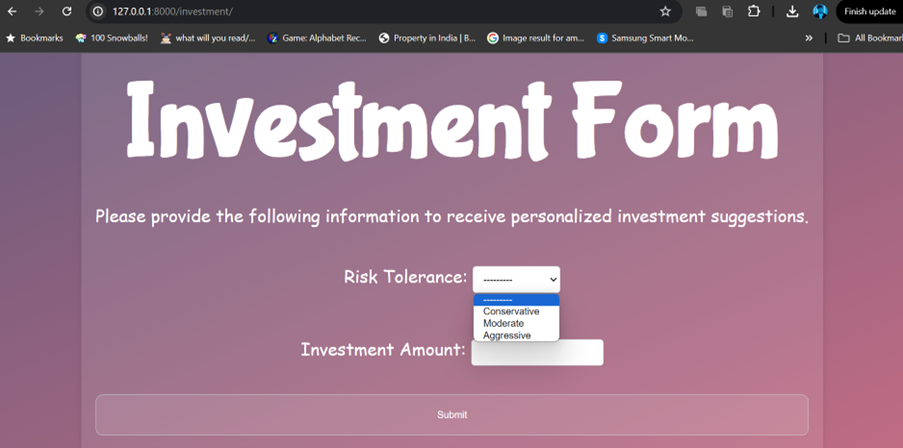 127.0.0.1:8000/investment/
Finish update
Bookmarks
100 Snowballs!
what will you read/...
Game: Alphabet Rec...
Property in India | B...
Image result for am...
Samsung Smart Mo...
»
All Bookmar
Investment Form
Please provide the following information to receive personalized investment suggestions.
Risk Tolerance: ---------
---------
Conservative
Moderate
Aggressive
Investment Amount:
Submit